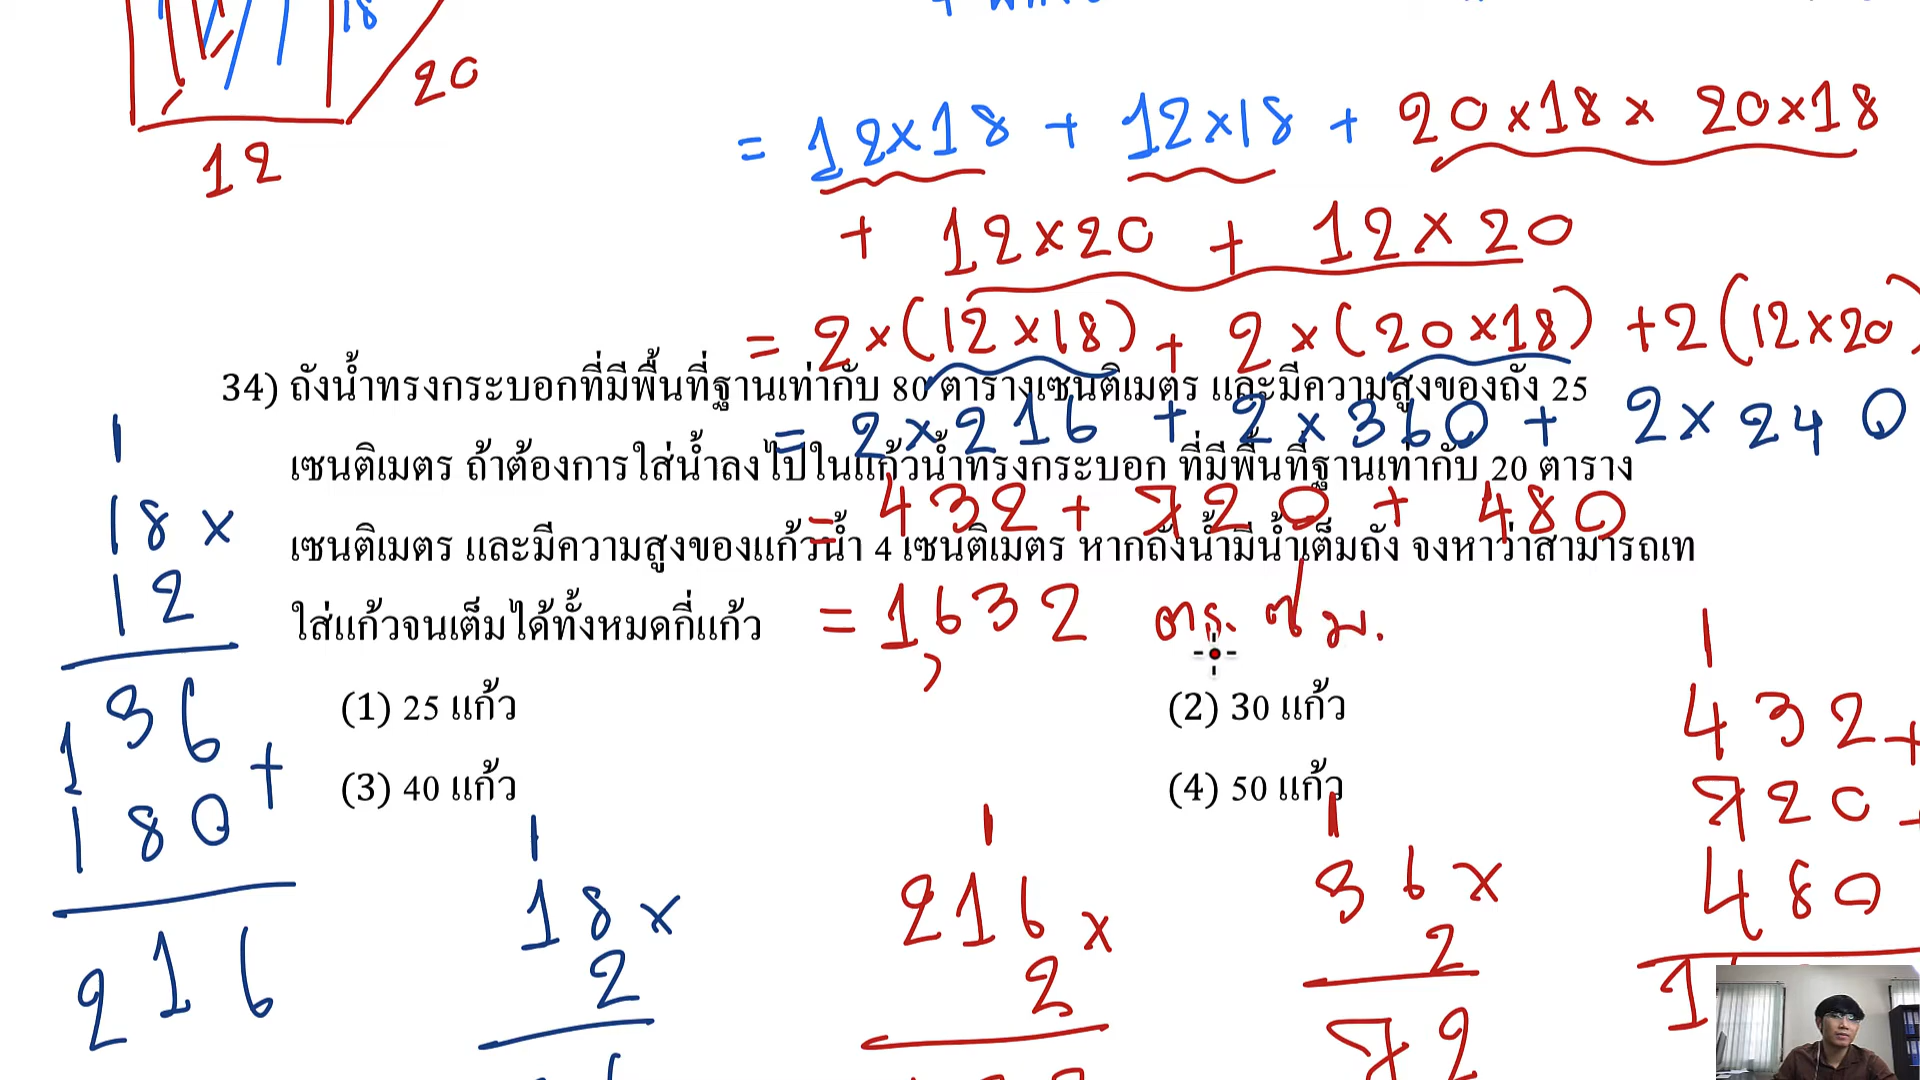 18
20
12
= 12×18 + 12×18 + 20×18 × 20×18
+ 12×20 + 12×20
= 2×(12×18) + 2×(20×18) +2(12×20)
34) ถังน้ำทรงกระบอกที่มีพื้นที่ฐานเท่ากับ 80 ตารางเซนติเมตร และมีความสูงของถัง 25
= 2×216 + 2×360 + 2×240
เซนติเมตร ถ้าต้องการใส่น้ำลงไปในแก้วน้ำทรงกระบอก ที่มีพื้นที่ฐานเท่ากับ 20 ตาราง
= 432 + 720 + 480
เซนติเมตร และมีความสูงของแก้วน้ำ 4 เซนติเมตร หากถังน้ำมีน้ำเต็มถัง จงหาว่าสามารถเท
ใส่แก้วจนเต็มได้ทั้งหมดกี่แก้ว
= 1,632 ตร.ซม.
(1) 25 แก้ว
(2) 30 แก้ว
(3) 40 แก้ว
(4) 50 แก้ว
1
18 ×
12
136 +
180
216
1
18 ×
2
1
216 ×
2
1
36 ×
2
72
1
432 +
720 +
480
1